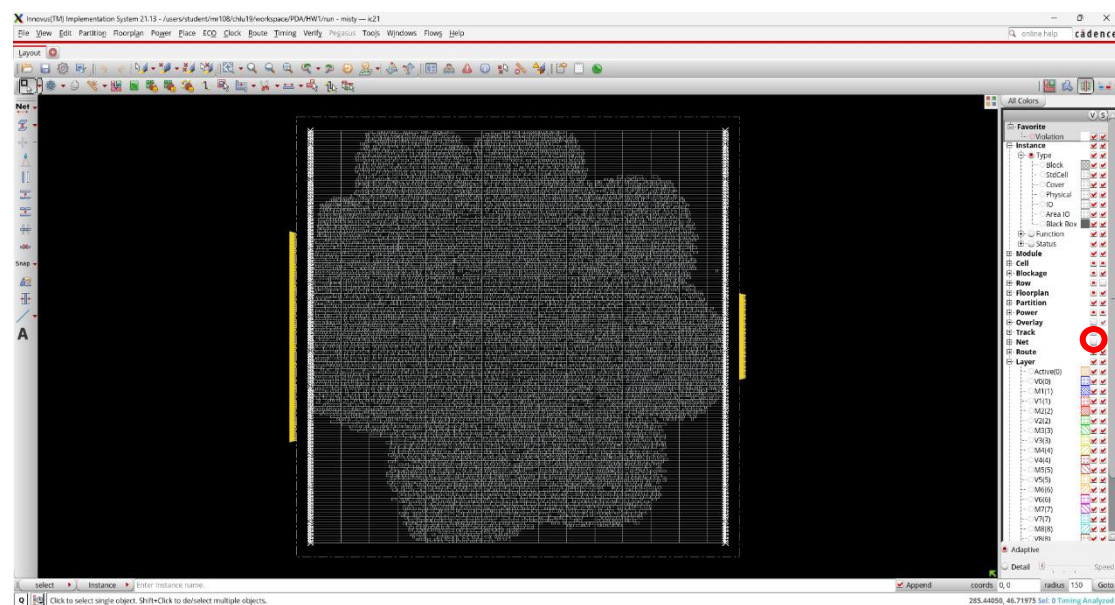 Innovus(TM) Implementation System 21.13 - /users/student/mr108/chlu19/workspace/PDA/HW1/run - misty — ic21
File View Edit Partition Floorplan Power Place ECO Clock Route Timing Verify Pegasus Tools Windows Flows Help
online help cādence
Layout
Net
All Colors
V S
Favorite
Violation
Instance
Type
Block
StdCell
Cover
Physical
IO
Area IO
Black Box
Function
Status
Module
Cell
Blockage
Row
Floorplan
Partition
Power
Overlay
Track
Net
Route
Layer
Active(0)
V0(0)
M1(1)
V1(1)
M2(2)
V2(2)
M3(3)
V3(3)
M4(4)
V4(4)
M5(5)
V5(5)
M6(6)
V6(6)
M7(7)
V7(7)
M8(8)
V8(8)
Snap
A
Adaptive
Detail Speed
select Instance Enter Instance name. Append coords 0, 0 radius 150 Goto
Q Click to select single object. Shift+Click to de/select multiple objects. 285.44050, 46.71975 Sel: 0 Timing Analyzed